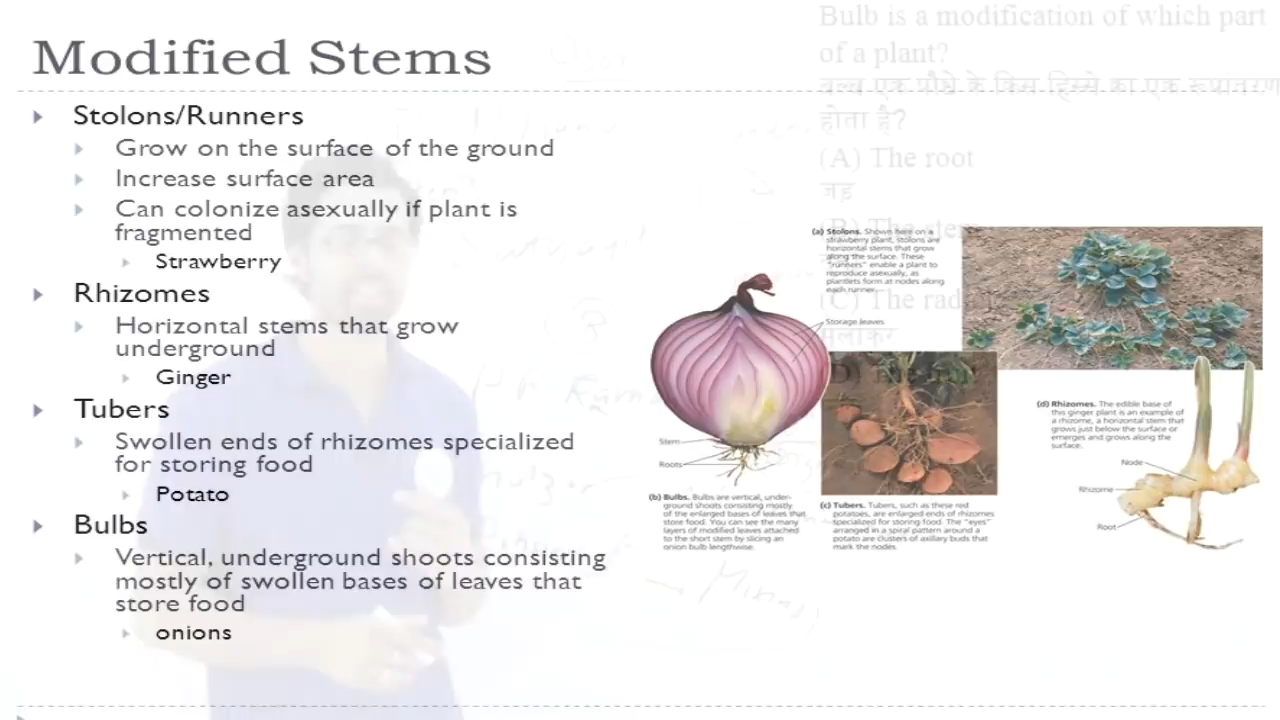 Modified Stems
Stolons/Runners
Grow on the surface of the ground
Increase surface area
Can colonize asexually if plant is
fragmented
Strawberry
Rhizomes
Horizontal stems that grow
underground
Ginger
Tubers
Swollen ends of rhizomes specialized
for storing food
Potato
Bulbs
Vertical, underground shoots consisting
mostly of swollen bases of leaves that
store food
onions
Bulb is a modification of which part
of a plant?
बल्ब एक पौधे के किस हिस्से का एक रूपांतरण
होता है?
(A) The root
जड़
(B) The stem
(C) The
(a) Stolons. Shown here on a
strawberry plant, stolons are
horizontal stems that grow
along the surface. These
"runners" enable a plant to
reproduce asexually, as
plantlets form at nodes along
each runner.
Storage leaves
Stem
Roots
(b) Bulbs. Bulbs are vertical, under-
ground shoots consisting mostly
of the enlarged bases of leaves that
store food. You can see the many
layers of modified leaves attached
to the short stem by slicing an
onion bulb lengthwise.
(c) Tubers. Tubers, such as these red
potatoes, are enlarged ends of rhizomes
specialized for storing food. The "eyes"
arranged in a spiral pattern around a
potato are clusters of axillary buds that
mark the nodes.
(d) Rhizomes. The edible base of
this ginger plant is an example of
a rhizome, a horizontal stem that
grows just below the surface or
emerges and grows along the
surface.
Node
Rhizome
Root